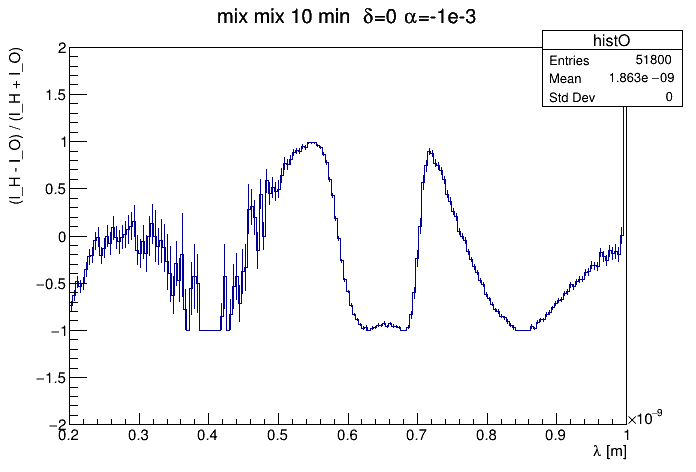 mix mix 10 min δ=0 α=-1e-3
histO
Entries 51800
Mean 1.863e−09
Std Dev 0
(I_H - I_O) / (I_H + I_O)
2
1.5
1
0.5
0
−0.5
−1
−1.5
−2
0.2 0.3 0.4 0.5 0.6 0.7 0.8 0.9 1
×10⁻⁹
λ [m]